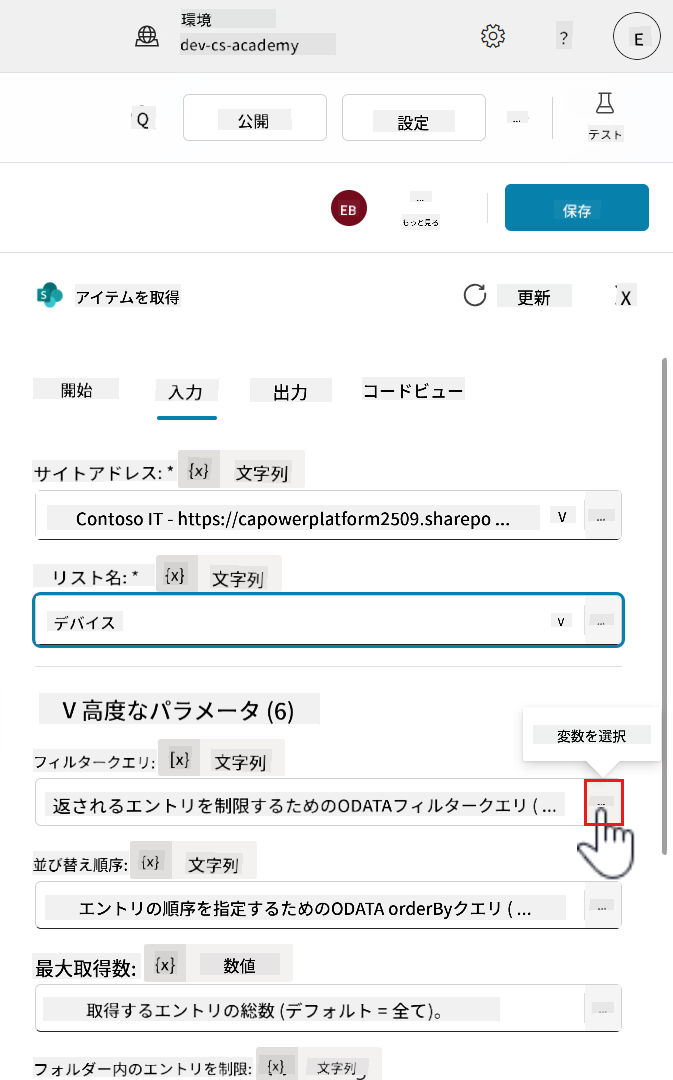 環境
dev-cs-academy
?
E
Q
公開
設定
...
テスト
EB
...
もっと見る
保存
S
アイテムを取得
更新
X
開始
入力
出力
コードビュー
サイトアドレス: * {x} 文字列
Contoso IT - https://capowerplatform2509.sharepo ... V ...
リスト名: * {x} 文字列
デバイス v ...
V 高度なパラメータ (6)
変数を選択
フィルタークエリ: [x} 文字列
返されるエントリを制限するためのODATAフィルタークエリ ( ... ...
並び替え順序: {x} 文字列
エントリの順序を指定するためのODATA orderByクエリ ( ... ...
最大取得数: {x} 数値
取得するエントリの総数 (デフォルト = 全て)。 ...
フォルダー内のエントリを制限: {x} 文字列